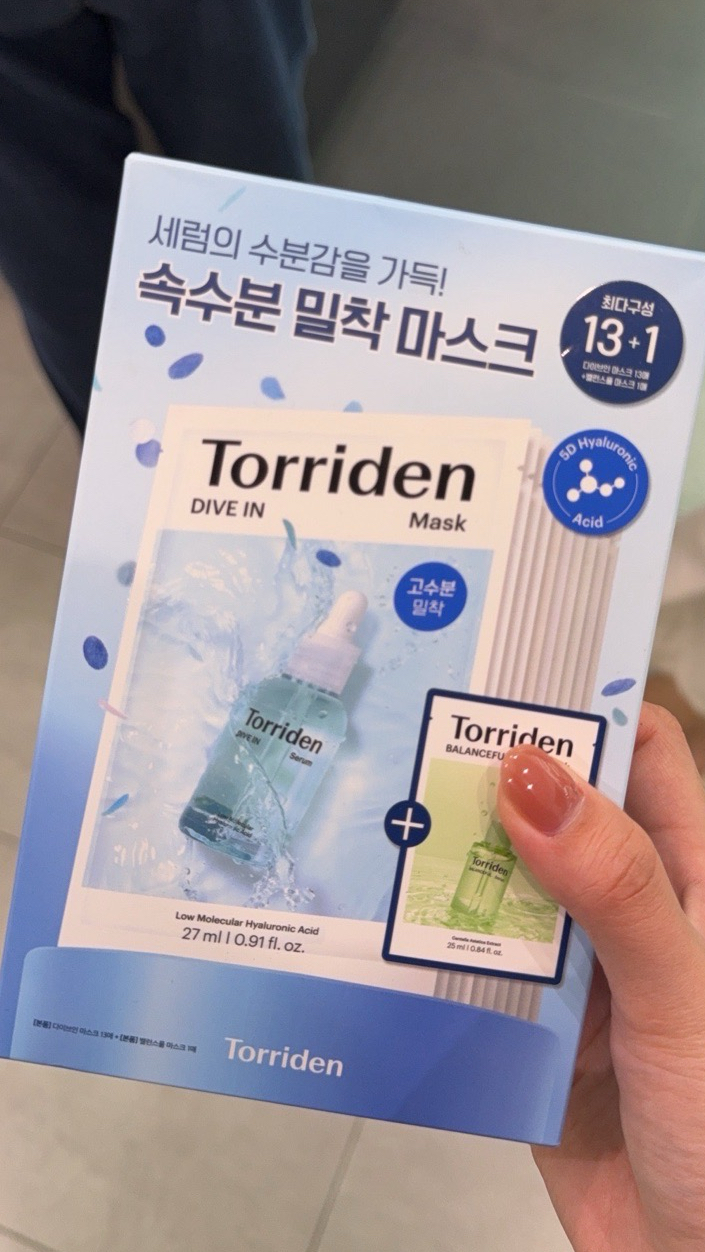 세럼의 수분감을 가득!
속수분 밀착 마스크
최다구성
13+1
다이브인 마스크 13매
+밸런스풀 마스크 1매
5D Hyaluronic
Acid
Torriden
DIVE IN Mask
고수분
밀착
Torriden
DIVE IN
Serum
Torriden
BALANCEFU
+
Torriden
Centella Asiatica Extract
25 ml | 0.84 fl. oz.
Low Molecular Hyaluronic Acid
27 ml | 0.91 fl. oz.
[본품] 다이브인 마스크 13매 + [본품] 밸런스풀 마스크 1매
Torriden